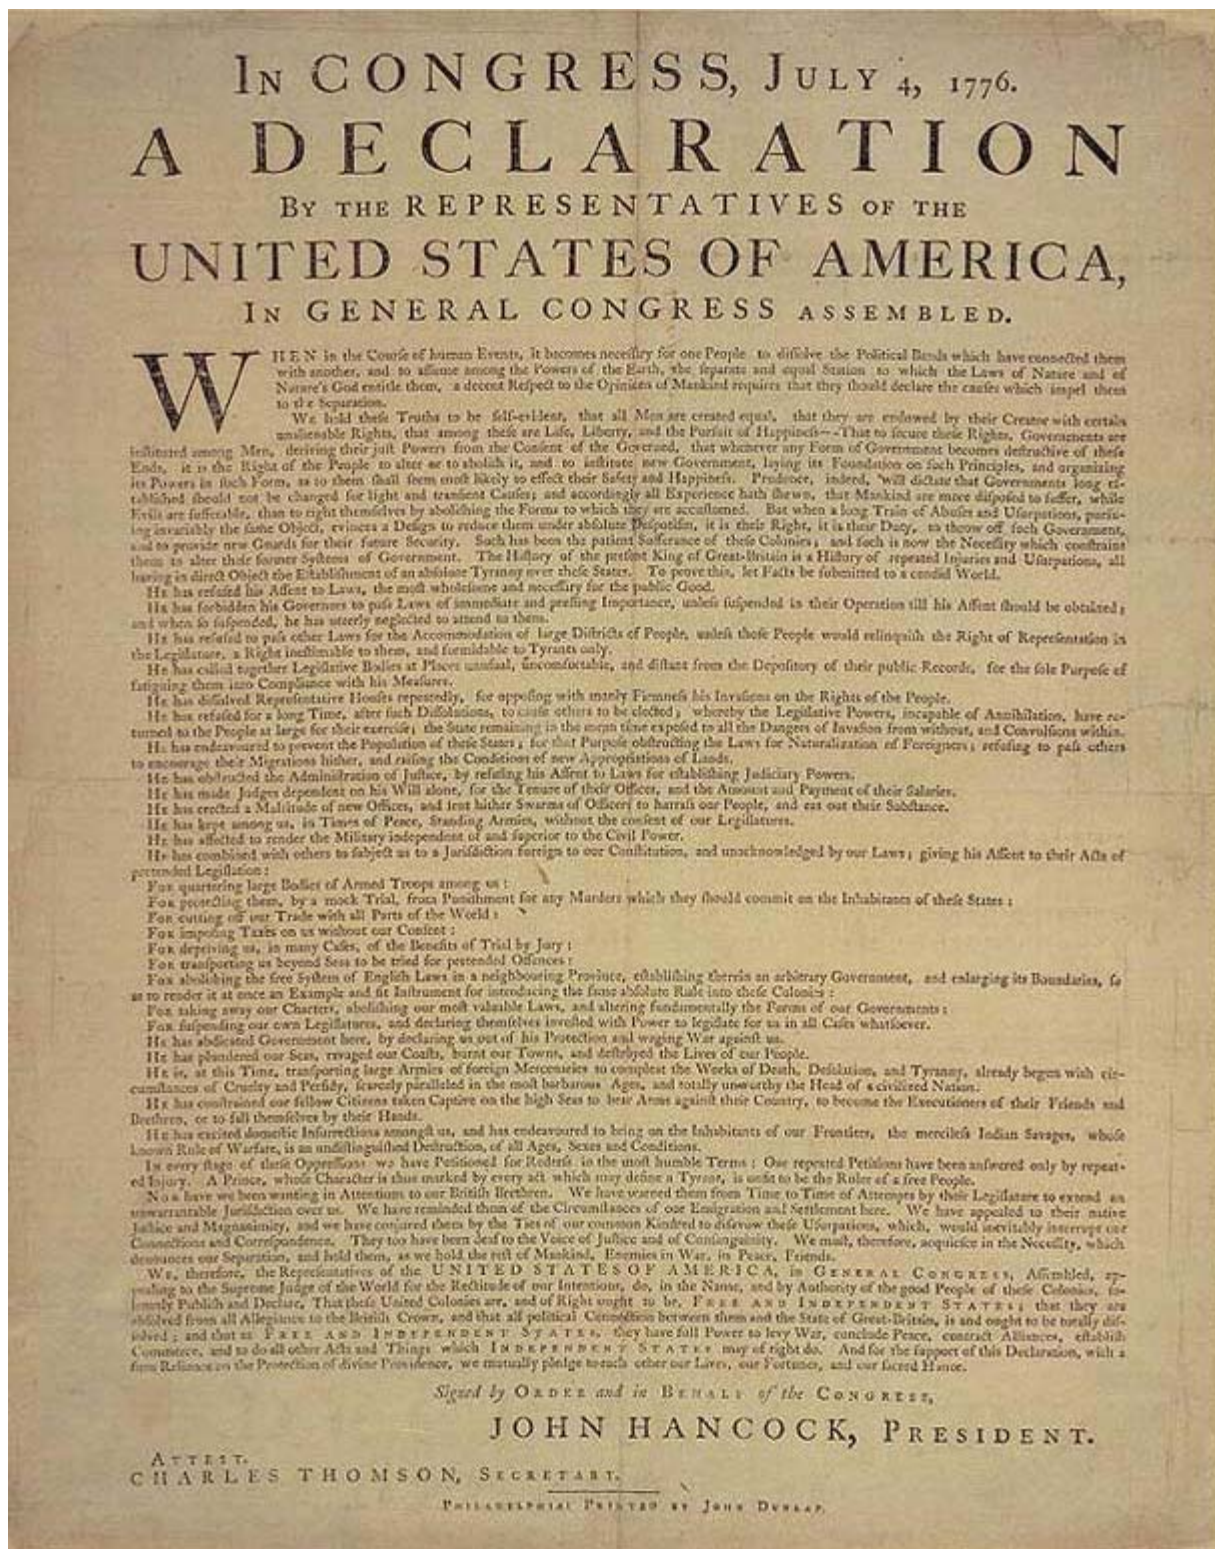 IN CONGRESS, JULY 4, 1776.
A DECLARATION
BY THE REPRESENTATIVES OF THE
UNITED STATES OF AMERICA,
IN GENERAL CONGRESS ASSEMBLED.
WHEN in the Courſe of human Events, it becomes neceſſary for one People to diſſolve the Political Bands which have connected them
with another, and to aſſume among the Powers of the Earth, the ſeparate and equal Station to which the Laws of Nature and of
Nature's God entitle them, a decent Reſpect to the Opinions of Mankind requires that they ſhould declare the cauſes which impel them
to the Separation.
We hold theſe Truths to be ſelf-evident, that all Men are created equal, that they are endowed by their Creator with certain
unalienable Rights, that among theſe are Life, Liberty, and the Purſuit of Happineſs--That to ſecure theſe Rights, Governments are
inſtituted among Men, deriving their juſt Powers from the Conſent of the Governed, that whenever any Form of Government becomes deſtructive of theſe
Ends, it is the Right of the People to alter or to aboliſh it, and to inſtitute new Government, laying its Foundation on ſuch Principles, and organizing
its Powers in ſuch Form, as to them ſhall ſeem moſt likely to effect their Safety and Happineſs. Prudence, indeed, will dictate that Governments long eſ-
tabliſhed ſhould not be changed for light and tranſient Cauſes; and accordingly all Experience hath ſhewn, that Mankind are more diſpoſed to ſuffer, while
Evils are ſufferable, than to right themſelves by aboliſhing the Forms to which they are accuſtomed. But when a long Train of Abuſes and Uſurpations, purſu-
ing invariably the ſame Object, evinces a Deſign to reduce them under abſolute Deſpotiſm, it is their Right, it is their Duty, to throw off ſuch Government,
and to provide new Guards for their future Security. Such has been the patient Sufferance of theſe Colonies; and ſuch is now the Neceſſity which conſtrains
them to alter their former Syſtems of Government. The Hiſtory of the preſent King of Great-Britain is a Hiſtory of repeated Injuries and Uſurpations, all
having in direct Object the Eſtabliſhment of an abſolute Tyranny over theſe States. To prove this, let Facts be ſubmitted to a candid World.
HE has refuſed his Aſſent to Laws, the moſt wholeſome and neceſſary for the public Good.
HE has forbidden his Governors to paſs Laws of immediate and preſſing Importance, unleſs ſuſpended in their Operation till his Aſſent ſhould be obtained;
and when ſo ſuſpended, he has utterly neglected to attend to them.
HE has refuſed to paſs other Laws for the Accommodation of large Diſtricts of People, unleſs thoſe People would relinquiſh the Right of Repreſentation in
the Legiſlature, a Right ineſtimable to them, and formidable to Tyrants only.
HE has called together Legiſlative Bodies at Places unuſual, uncomfortable, and diſtant from the Depoſitory of their public Records, for the ſole Purpoſe of
fatiguing them into Compliance with his Meaſures.
HE has diſſolved Repreſentative Houſes repeatedly, for oppoſing with manly Firmneſs his Invaſions on the Rights of the People.
HE has refuſed for a long Time, after ſuch Diſſolutions, to cauſe others to be elected; whereby the Legiſlative Powers, incapable of Annihilation, have re-
turned to the People at large for their exerciſe; the State remaining in the mean time expoſed to all the Dangers of Invaſion from without, and Convulſions within.
HE has endeavoured to prevent the Population of theſe States; for that Purpoſe obſtructing the Laws for Naturalization of Foreigners; refuſing to paſs others
to encourage their Migrations hither, and raiſing the Conditions of new Appropriations of Lands.
HE has obſtructed the Adminiſtration of Juſtice, by refuſing his Aſſent to Laws for eſtabliſhing Judiciary Powers.
HE has made Judges dependent on his Will alone, for the Tenure of their Offices, and the Amount and Payment of their Salaries.
HE has erected a Multitude of new Offices, and ſent hither Swarms of Officers to harraſs our People, and eat out their Subſtance.
HE has kept among us, in Times of Peace, Standing Armies, without the conſent of our Legiſlatures.
HE has affected to render the Military independent of and ſuperior to the Civil Power.
HE has combined with others to ſubject us to a Juriſdiction foreign to our Conſtitution, and unacknowledged by our Laws; giving his Aſſent to their Acts of
pretended Legiſlation:
FOR quartering large Bodies of Armed Troops among us:
FOR protecting them, by a mock Trial, from Puniſhment for any Murders which they ſhould commit on the Inhabitants of theſe States:
FOR cutting off our Trade with all Parts of the World:
FOR impoſing Taxes on us without our Conſent:
FOR depriving us, in many Caſes, of the Benefits of Trial by Jury:
FOR tranſporting us beyond Seas to be tried for pretended Offences:
FOR aboliſhing the free Syſtem of Engliſh Laws in a neighbouring Province, eſtabliſhing therein an arbitrary Government, and enlarging its Boundaries, ſo
as to render it at once an Example and fit Inſtrument for introducing the ſame abſolute Rule into theſe Colonies:
FOR taking away our Charters, aboliſhing our moſt valuable Laws, and altering fundamentally the Forms of our Governments:
FOR ſuſpending our own Legiſlatures, and declaring themſelves inveſted with Power to legiſlate for us in all Caſes whatſoever.
HE has abdicated Government here, by declaring us out of his Protection and waging War againſt us.
HE has plundered our Seas, ravaged our Coaſts, burnt our Towns, and deſtroyed the Lives of our People.
HE is, at this Time, tranſporting large Armies of foreign Mercenaries to compleat the Works of Death, Deſolation, and Tyranny, already begun with cir-
cumſtances of Cruelty and Perfidy, ſcarcely paralleled in the moſt barbarous Ages, and totally unworthy the Head of a civilized Nation.
HE has conſtrained our fellow Citizens taken Captive on the high Seas to bear Arms againſt their Country, to become the Executioners of their Friends and
Brethren, or to fall themſelves by their Hands.
HE has excited domeſtic Inſurrections amongſt us, and has endeavoured to bring on the Inhabitants of our Frontiers, the mercileſs Indian Savages, whoſe
known Rule of Warfare, is an undiſtinguiſhed Deſtruction, of all Ages, Sexes and Conditions.
IN every ſtage of theſe Oppreſſions we have Petitioned for Redreſs in the moſt humble Terms: Our repeated Petitions have been anſwered only by repeat-
ed Injury. A Prince, whoſe Character is thus marked by every act which may define a Tyrant, is unfit to be the Ruler of a free People.
NOR have we been wanting in Attentions to our Britiſh Brethren. We have warned them from Time to Time of Attempts by their Legiſlature to extend an
unwarrantable Juriſdiction over us. We have reminded them of the Circumſtances of our Emigration and Settlement here. We have appealed to their native
Juſtice and Magnanimity, and we have conjured them by the Ties of our common Kindred to diſavow theſe Uſurpations, which, would inevitably interrupt our
Connections and Correſpondence. They too have been deaf to the Voice of Juſtice and of Conſanguinity. We muſt, therefore, acquieſce in the Neceſſity, which
denounces our Separation, and hold them, as we hold the reſt of Mankind, Enemies in War, in Peace, Friends.
WE, therefore, the Repreſentatives of the UNITED STATES OF AMERICA, in GENERAL CONGRESS, Aſſembled, ap-
pealing to the Supreme Judge of the World for the Rectitude of our Intentions, do, in the Name, and by Authority of the good People of theſe Colonies, ſo-
lemnly Publiſh and Declare, That theſe United Colonies are, and of Right ought to be, FREE AND INDEPENDENT STATES; that they are
abſolved from all Allegiance to the Britiſh Crown, and that all political Connection between them and the State of Great-Britain, is and ought to be totally diſ-
ſolved; and that as FREE AND INDEPENDENT STATES, they have full Power to levy War, conclude Peace, contract Alliances, eſtabliſh
Commerce, and to do all other Acts and Things which INDEPENDENT STATES may of right do. And for the ſupport of this Declaration, with a
firm Reliance on the Protection of divine Providence, we mutually pledge to each other our Lives, our Fortunes, and our ſacred Honor.
Signed by ORDER and in BEHALF of the CONGRESS,
JOHN HANCOCK, PRESIDENT.
ATTEST.
CHARLES THOMSON, SECRETARY.
PHILADELPHIA: PRINTED BY JOHN DUNLAP.